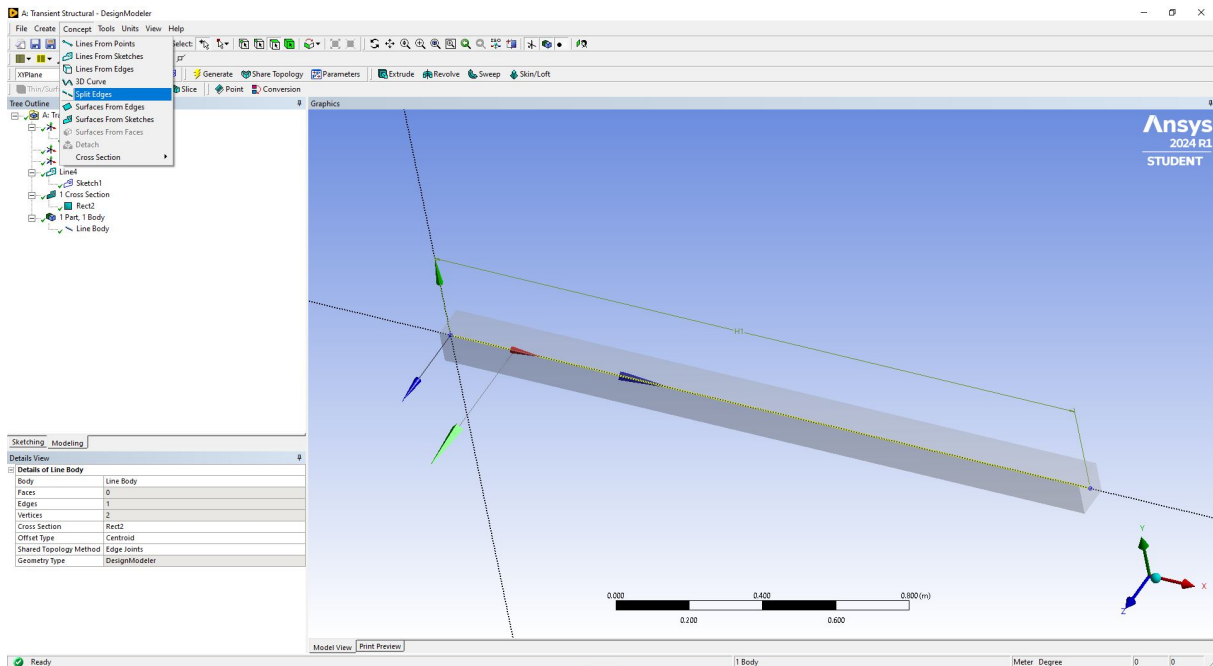 A: Transient Structural - DesignModeler
File Create Concept Tools Units View Help
Select:
Lines From Points
Lines From Sketches
Lines From Edges
3D Curve
Split Edges
Surfaces From Edges
Surfaces From Sketches
Surfaces From Faces
Detach
Cross Section
XYPlane
Generate Share Topology Parameters Extrude Revolve Sweep Skin/Loft
Thin/Surf
Slice Point Conversion
Tree Outline
A: Tra
Line4
Sketch1
1 Cross Section
Rect2
1 Part, 1 Body
Line Body
Graphics
Ansys
2024 R1
STUDENT
H1
Y
X
Z
0.000 0.400 0.800 (m)
0.200 0.600
Sketching Modeling
Details View
Details of Line Body
Body Line Body
Faces 0
Edges 1
Vertices 2
Cross Section Rect2
Offset Type Centroid
Shared Topology Method Edge Joints
Geometry Type DesignModeler
Model View Print Preview
Ready 1 Body Meter Degree 0 0